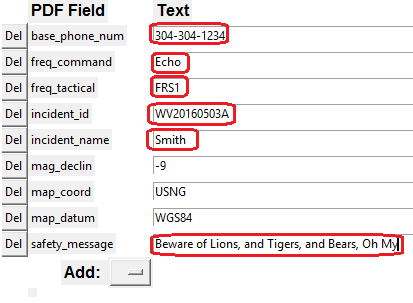 PDF Field Text
Del base_phone_num 304-304-1234
Del freq_command Echo
Del freq_tactical FRS1
Del incident_id WV20160503A
Del incident_name Smith
Del mag_declin -9
Del map_coord USNG
Del map_datum WGS84
Del safety_message Beware of Lions, and Tigers, and Bears, Oh My
Add: